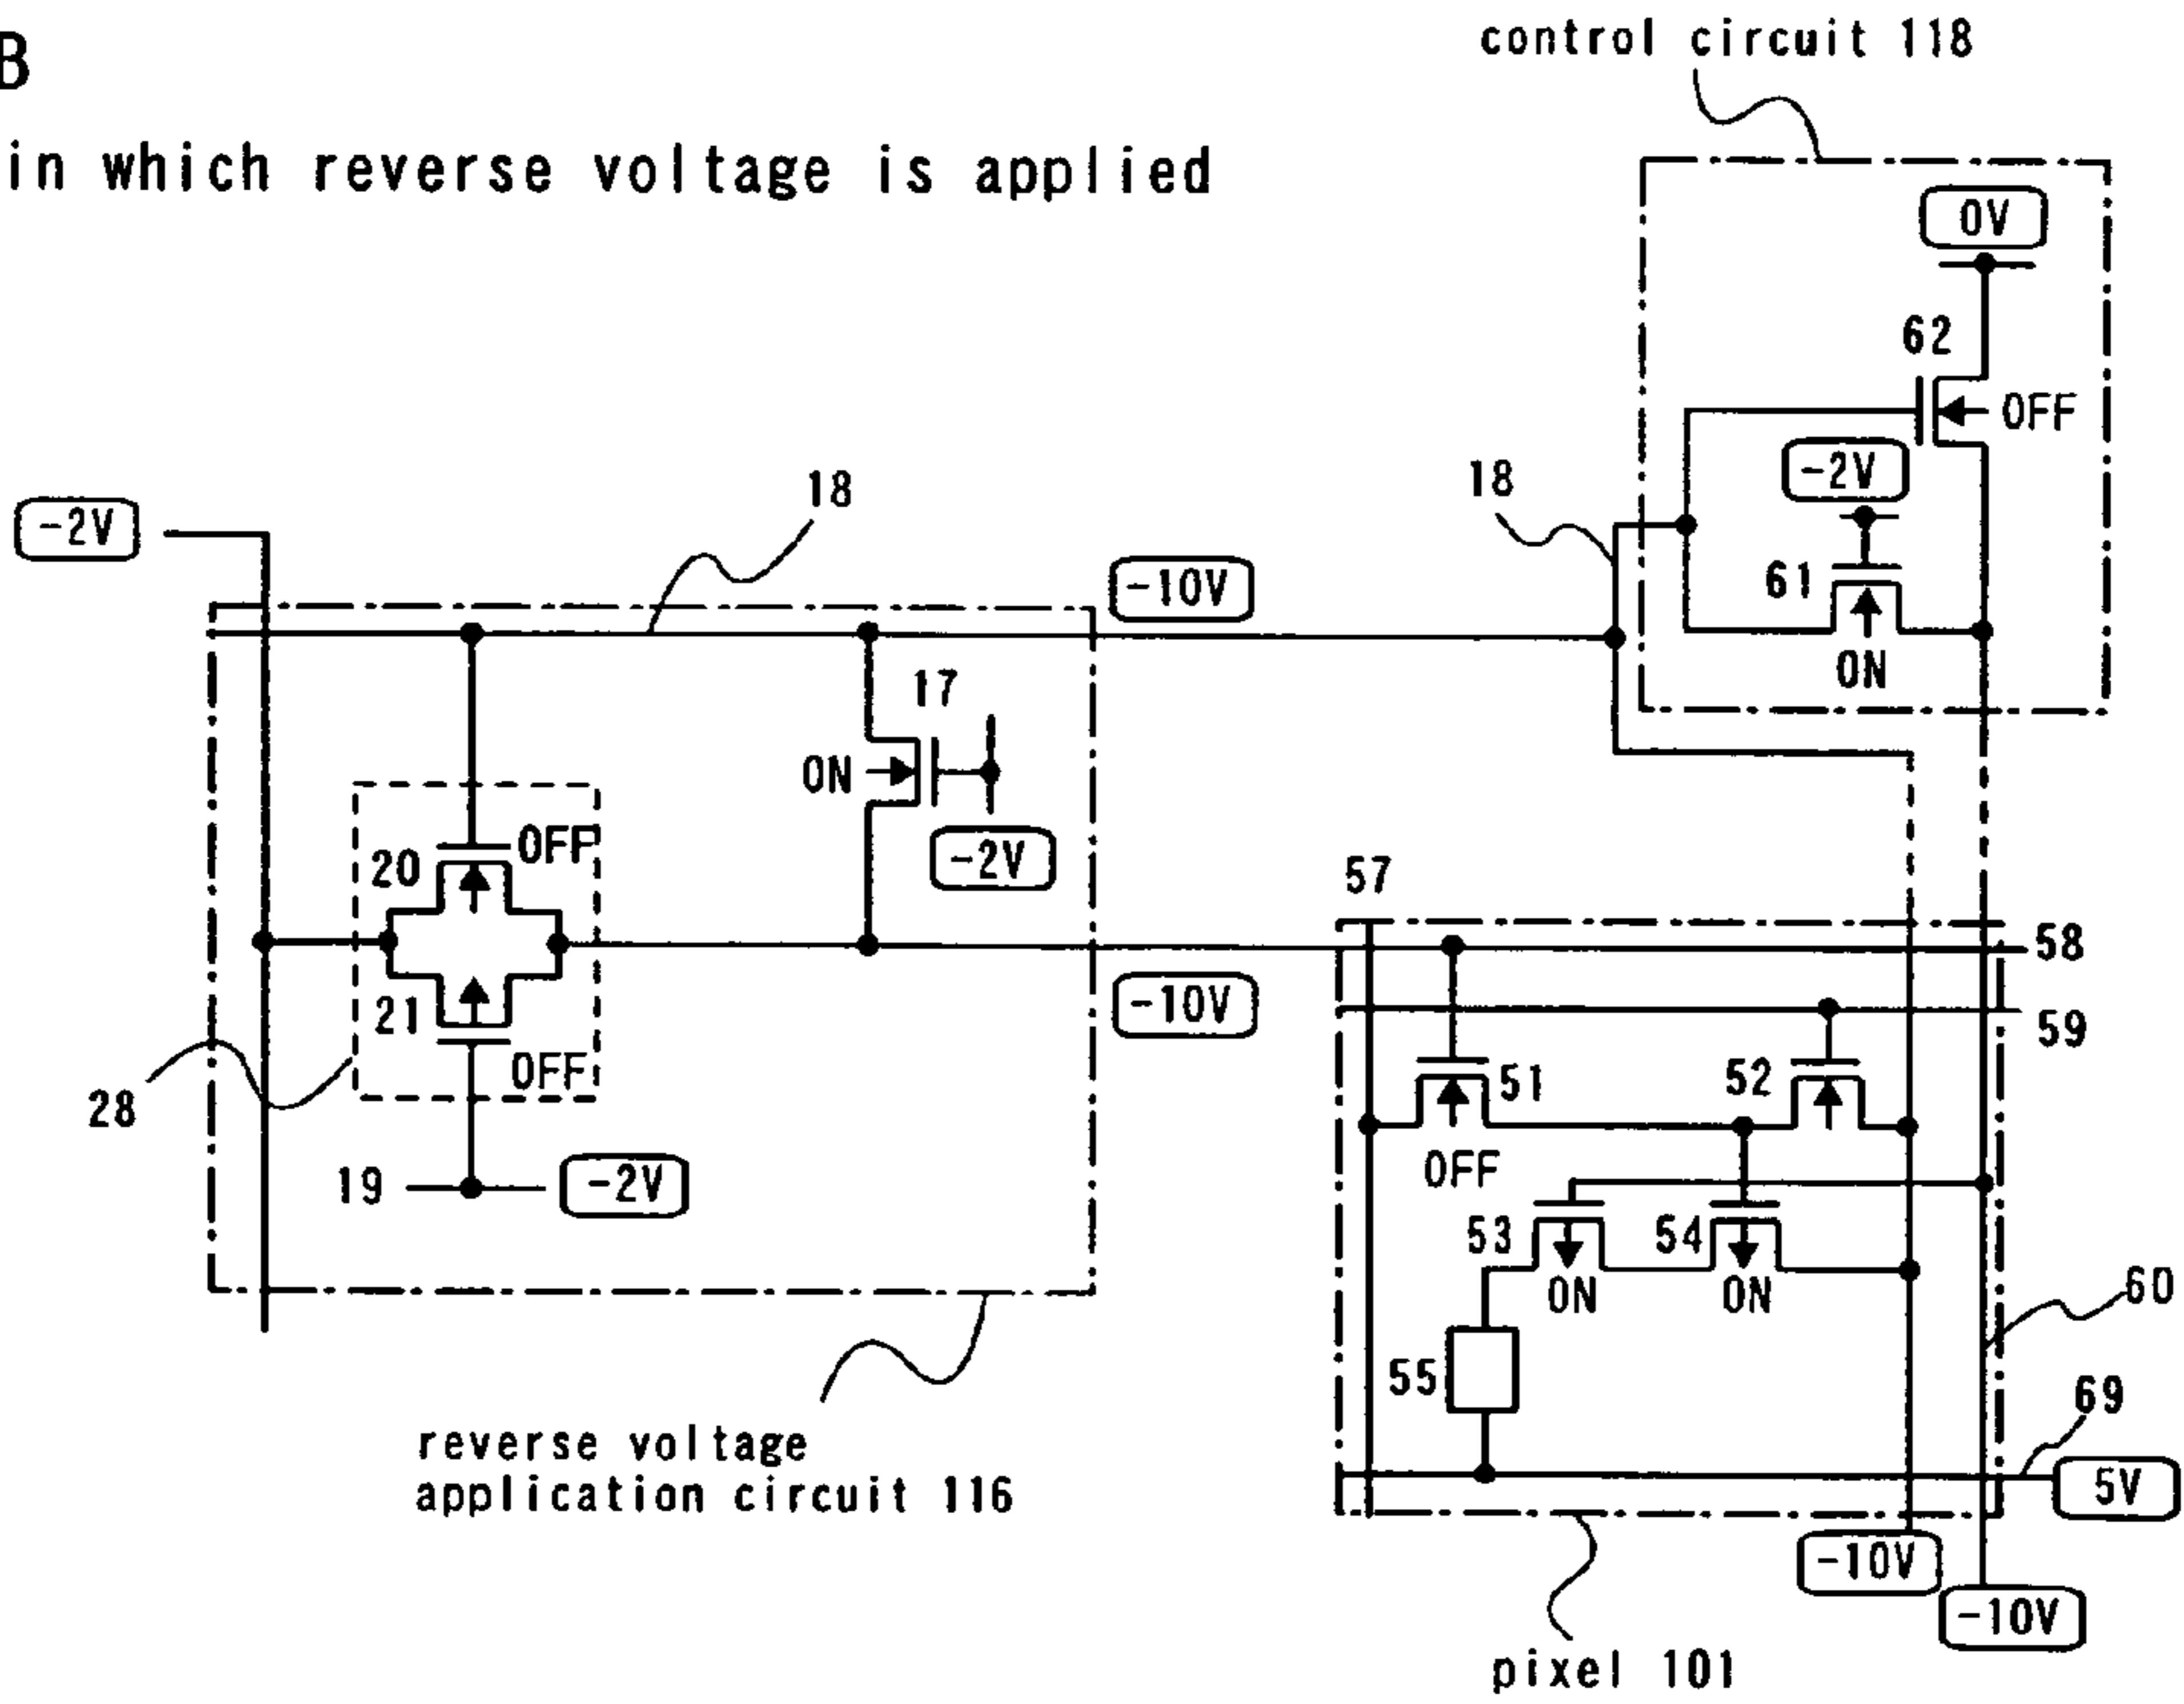 B
control circuit 118
in which reverse voltage is applied
0V
62
OFF
-2V
18
18
-2V
-10V
61
ON
17
ON
-2V
20
OFF
57
58
-10V
21
59
OFF
51
52
28
OFF
19
-2V
53
54
ON
ON
60
55
69
reverse voltage
application circuit 116
5V
-10V
-10V
pixel 101